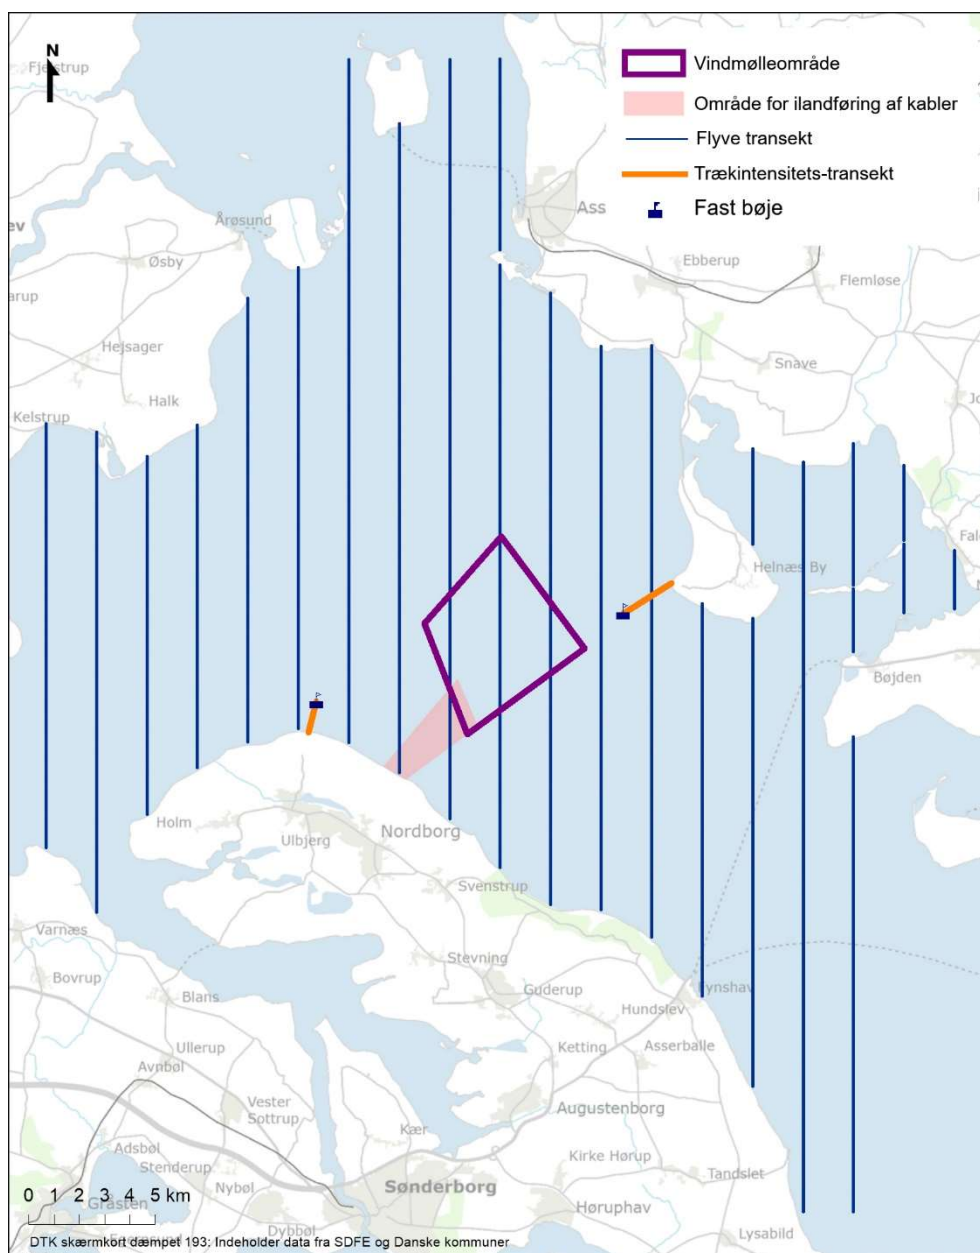 N
Fjelstrup
Vindmølleområde
Område for ilandføring af kabler
Flyve transekt
Trækintensitets-transekt
Fast bøje
Ass
Årøsund
Øsby
Ebberup
Flemløse
Hejsager
Snave
Halk
Kelstrup
Helnæs By
Bøjden
Holm
Nordborg
Ulbjerg
Svenstrup
Varnæs
Stevning
Bovrup
Guderup
Fynshav
Blans
Hundslev
Ullerup
Ketting
Asserballe
Avnbøl
Vester
Sottrup
Augustenborg
Kær
Adsbøl
Kirke Hørup
Stenderup
Tandslet
0 1 2 3 4 5 km
Nybøl
Sønderborg
Gråsten
Høruphav
Dybbøl
Lysabild
DTK skærmkort dæmpet 193; Indeholder data fra SDFE og Danske kommuner